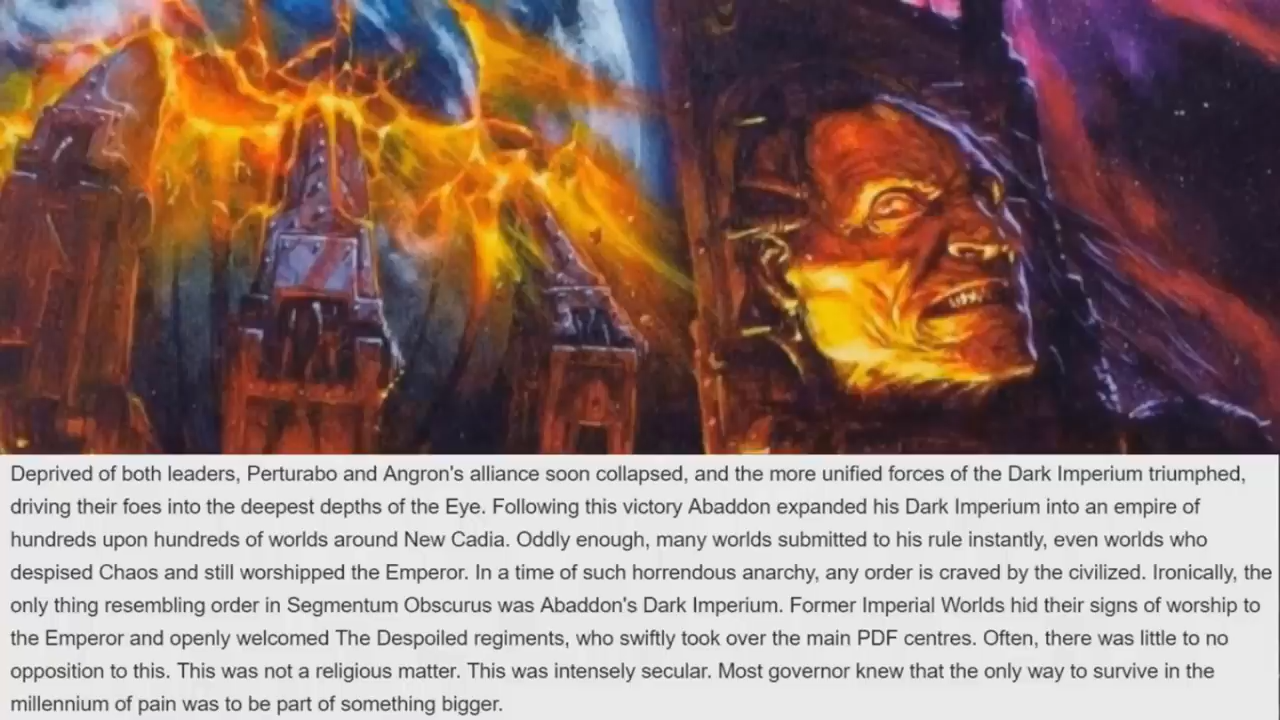 Deprived of both leaders, Perturabo and Angron's alliance soon collapsed, and the more unified forces of the Dark Imperium triumphed,
driving their foes into the deepest depths of the Eye. Following this victory Abaddon expanded his Dark Imperium into an empire of
hundreds upon hundreds of worlds around New Cadia. Oddly enough, many worlds submitted to his rule instantly, even worlds who
despised Chaos and still worshipped the Emperor. In a time of such horrendous anarchy, any order is craved by the civilized. Ironically, the
only thing resembling order in Segmentum Obscurus was Abaddon's Dark Imperium. Former Imperial Worlds hid their signs of worship to
the Emperor and openly welcomed The Despoiled regiments, who swiftly took over the main PDF centres. Often, there was little to no
opposition to this. This was not a religious matter. This was intensely secular. Most governor knew that the only way to survive in the
millennium of pain was to be part of something bigger.